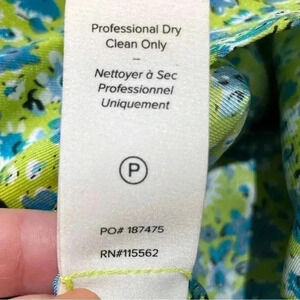 Professional Dry
Clean Only
–
Nettoyer à Sec
Professionnel
Uniquement
P
PO# 187475
RN#115562